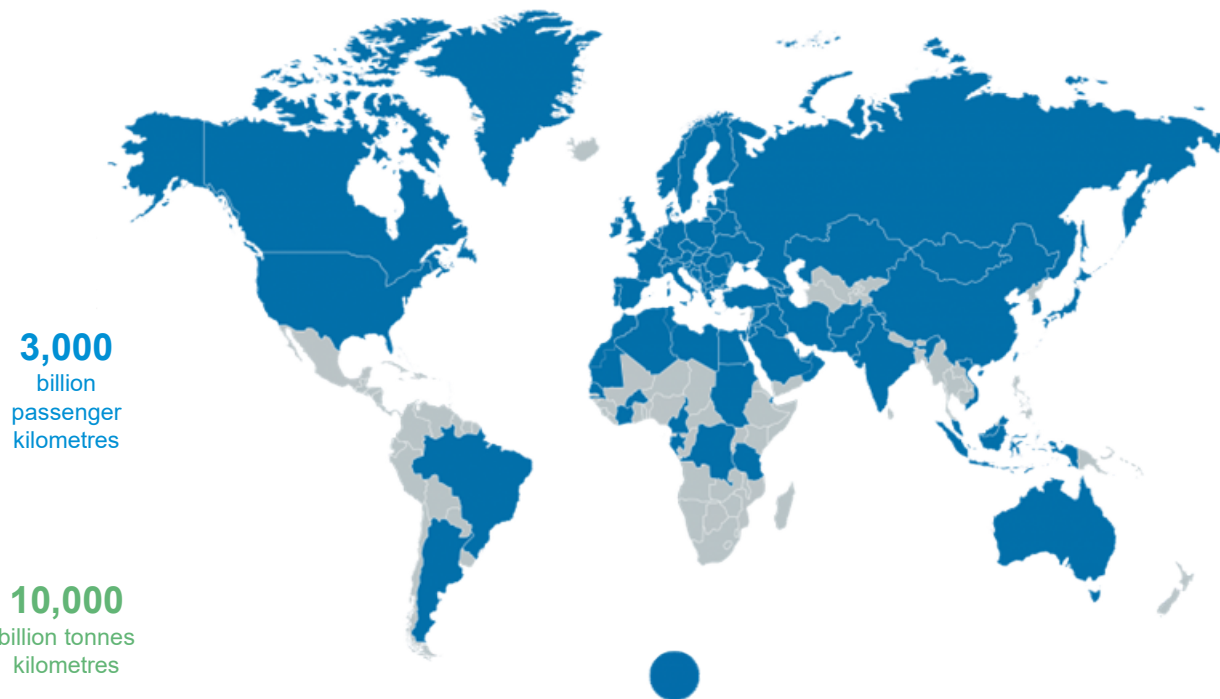 3,000
billion
passenger
kilometres
10,000
billion tonnes
kilometres